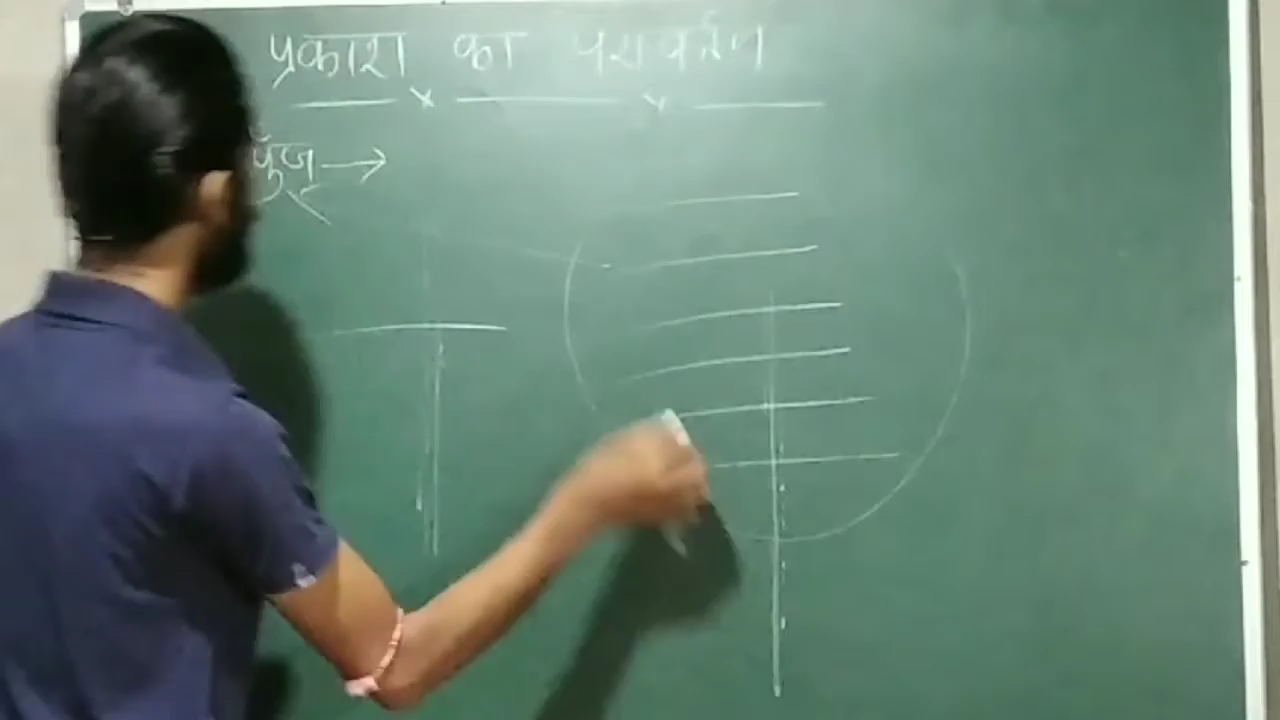 प्रकाश का परावर्तन
पुंज →